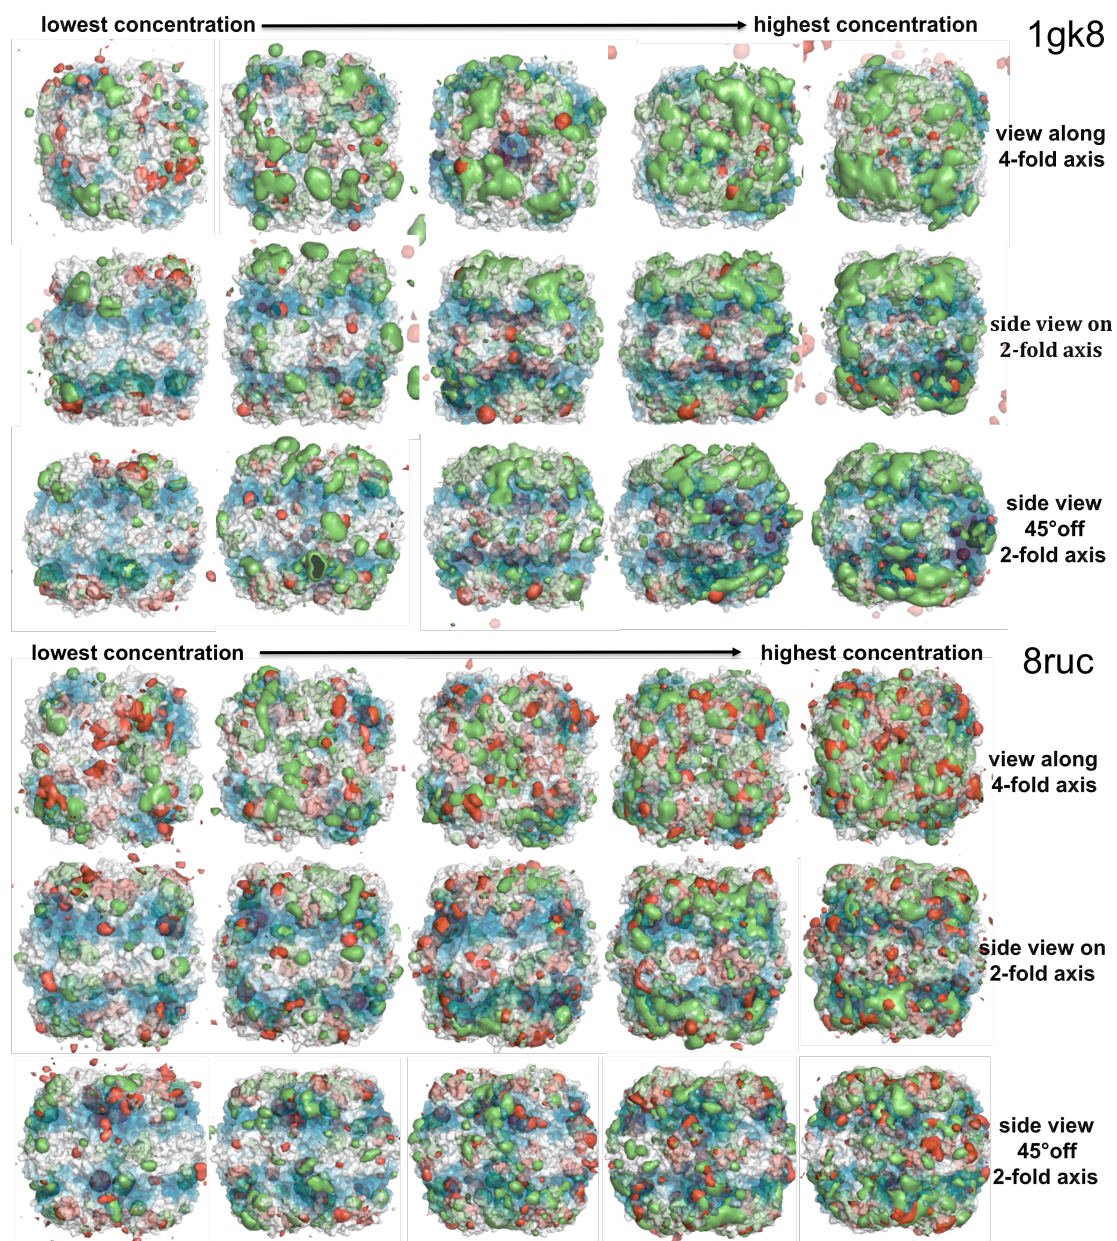 lowest concentration
highest concentration
1gk8
view along
4-fold axis
side view on
2-fold axis
side view
45°off
2-fold axis
lowest concentration
highest concentration
8ruc
view along
4-fold axis
side view on
2-fold axis
side view
45°off
2-fold axis